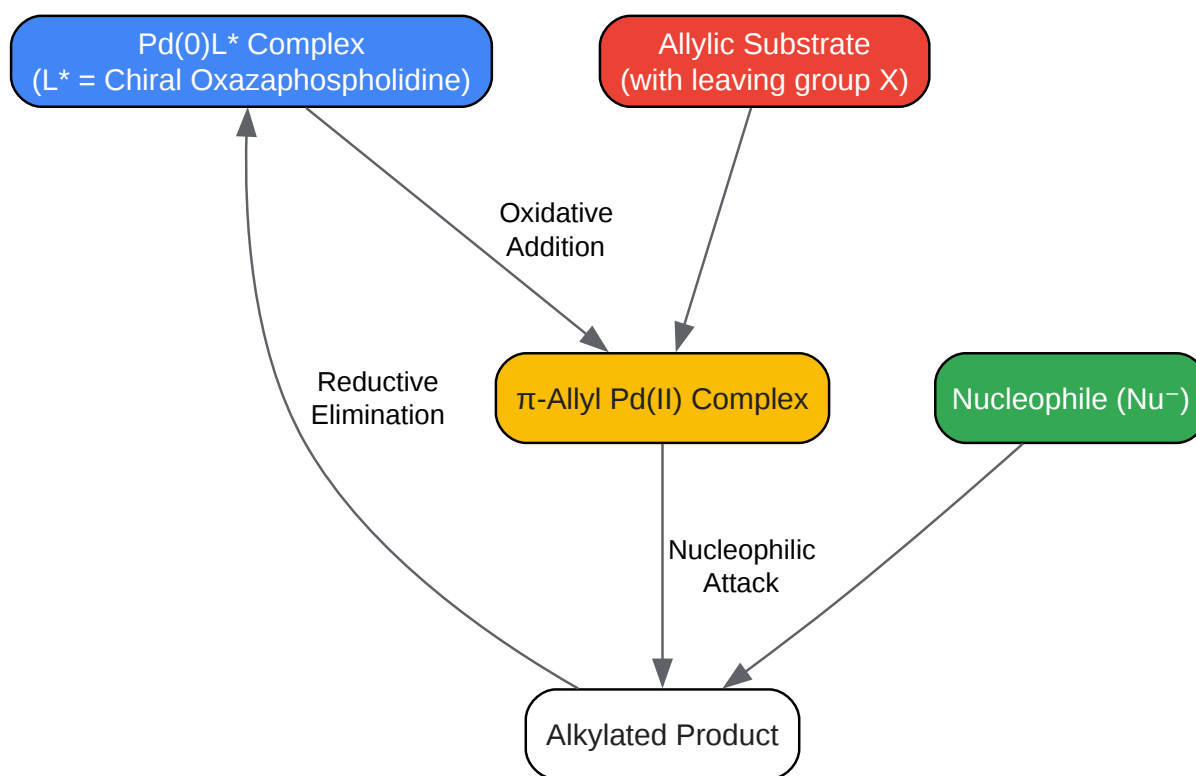 Pd(0)L* Complex
(L* = Chiral Oxazaphospholidine)
Allylic Substrate
(with leaving group X)
Oxidative
Addition
Reductive
Elimination
π-Allyl Pd(II) Complex
Nucleophile (Nu⁻)
Nucleophilic
Attack
Alkylated Product